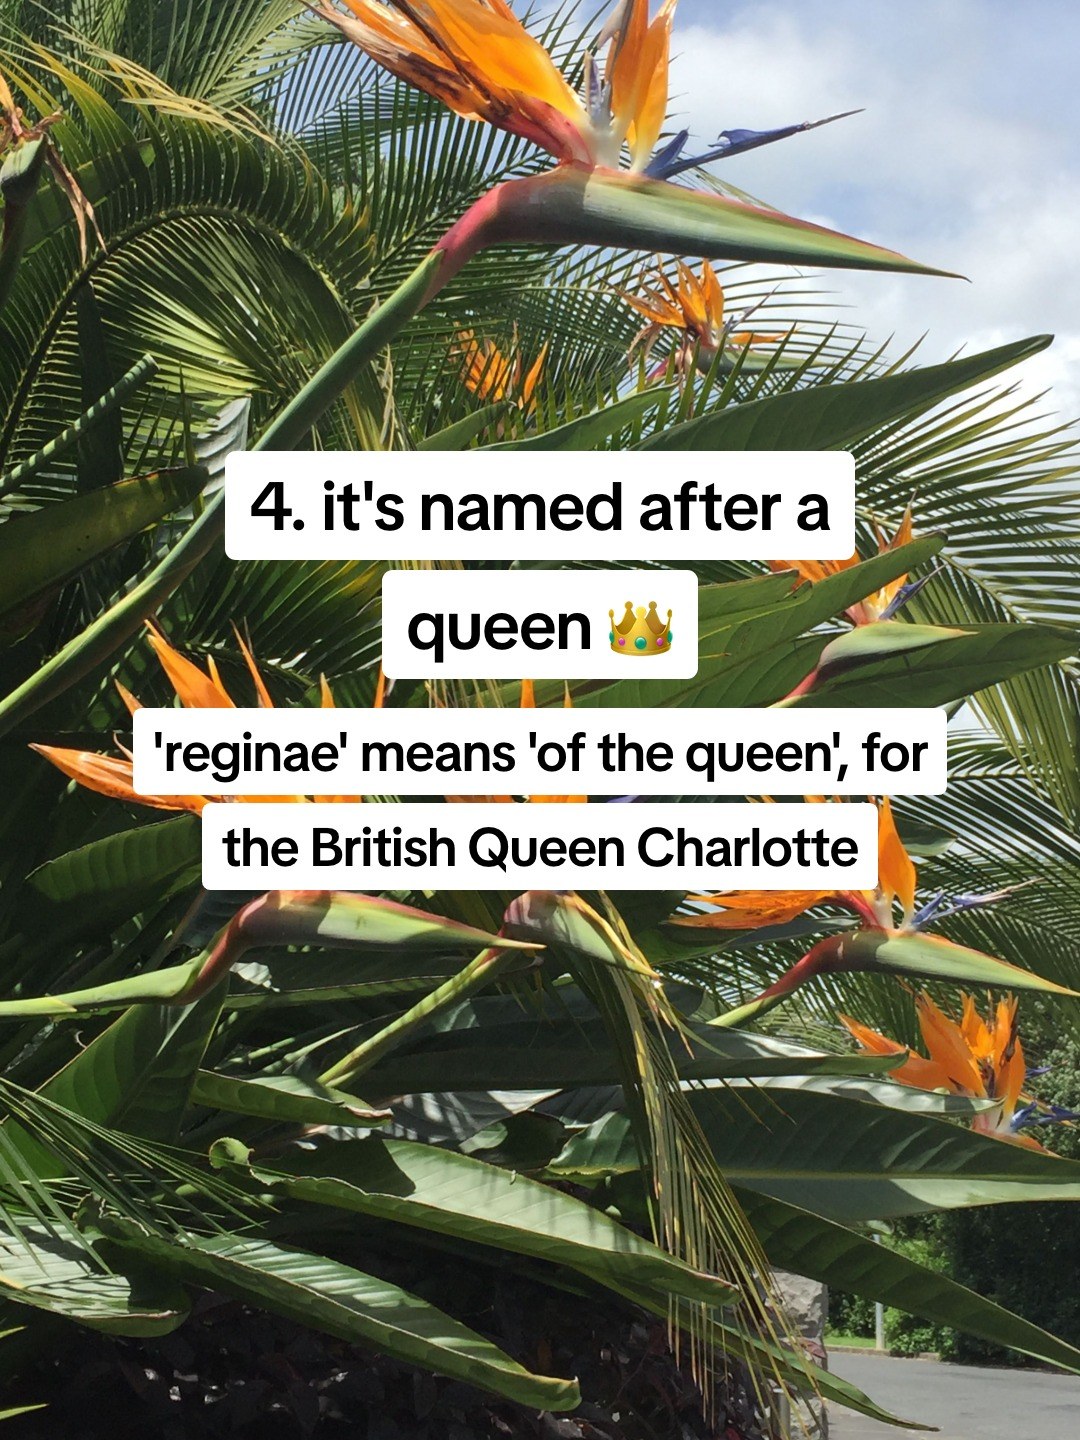 4. it's named after a
queen 👑
'reginae' means 'of the queen', for
the British Queen Charlotte